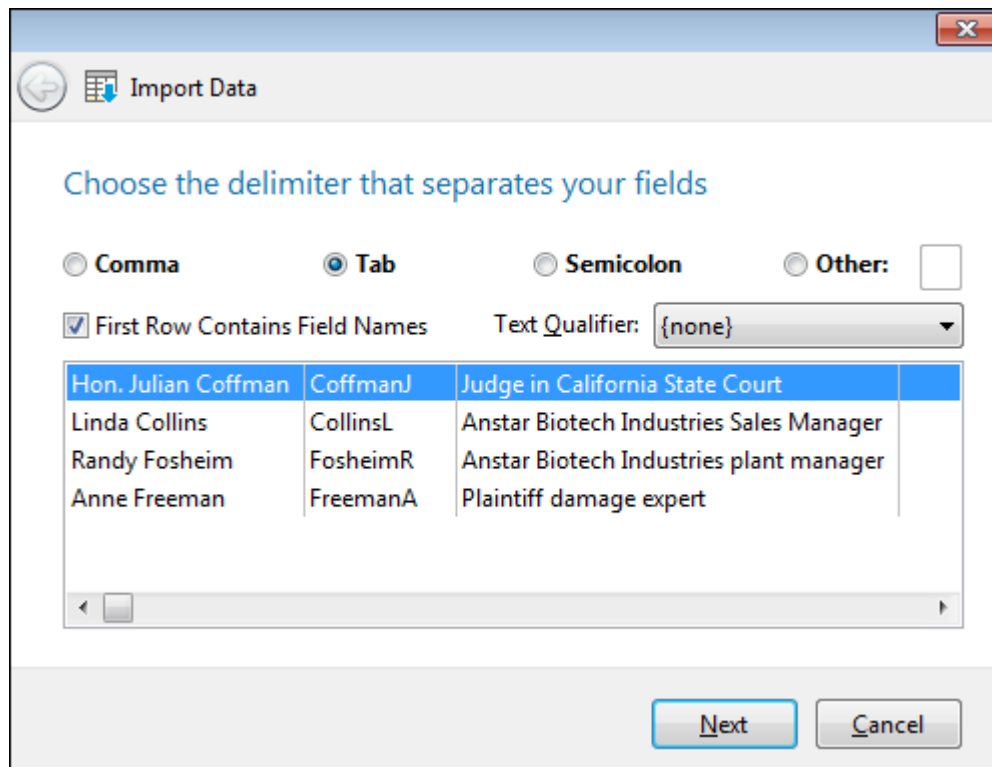 Import Data
Choose the delimiter that separates your fields
Comma Tab Semicolon Other:
First Row Contains Field Names Text Qualifier: {none}
Hon. Julian Coffman CoffmanJ Judge in California State Court
Linda Collins CollinsL Anstar Biotech Industries Sales Manager
Randy Fosheim FosheimR Anstar Biotech Industries plant manager
Anne Freeman FreemanA Plaintiff damage expert
Next Cancel